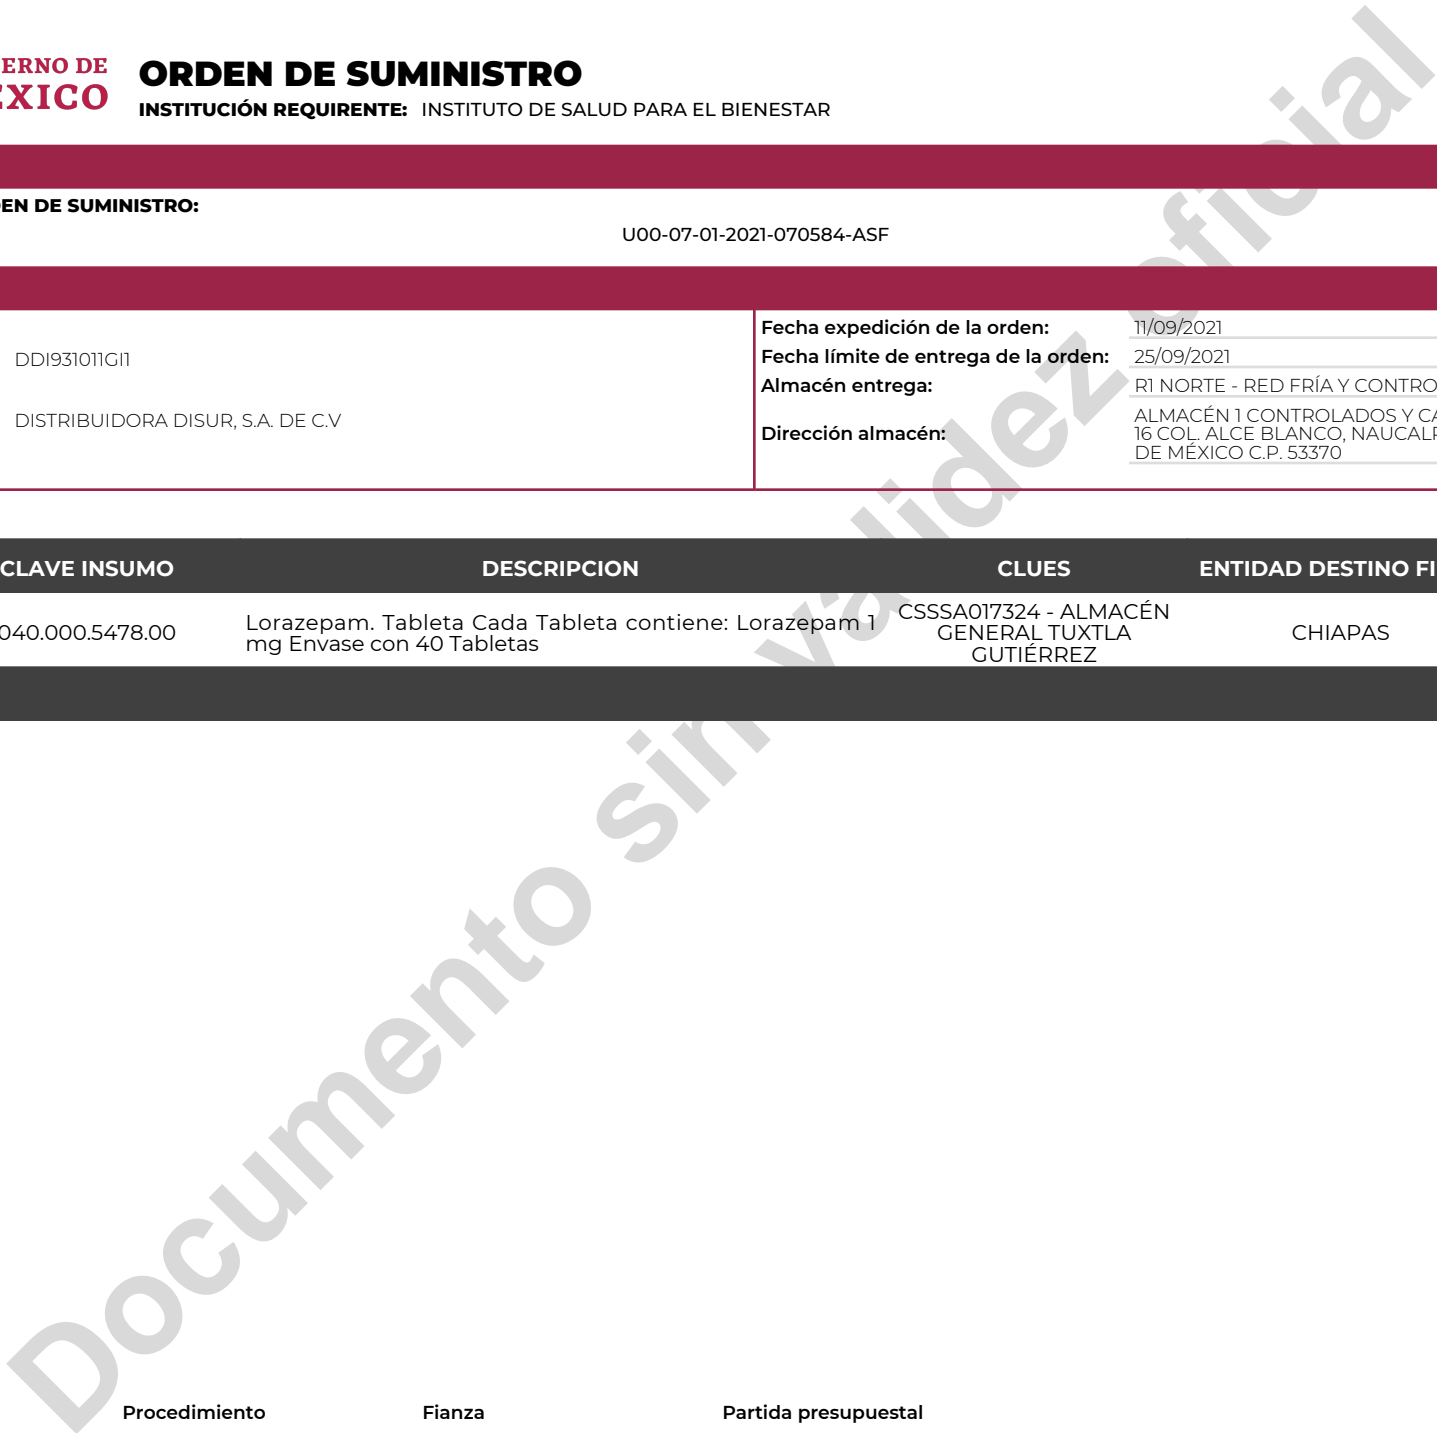 ERNO DE
ÉXICO
ORDEN DE SUMINISTRO
INSTITUCIÓN REQUIRENTE: INSTITUTO DE SALUD PARA EL BIENESTAR
EN DE SUMINISTRO:
U00-07-01-2021-070584-ASF
DDI931011GI1
DISTRIBUIDORA DISUR, S.A. DE C.V
Fecha expedición de la orden: 11/09/2021
Fecha límite de entrega de la orden: 25/09/2021
Almacén entrega: R1 NORTE - RED FRÍA Y CONTRO
Dirección almacén:
ALMACÉN 1 CONTROLADOS Y CA
16 COL. ALCE BLANCO, NAUCALP
DE MÉXICO C.P. 53370
CLAVE INSUMO DESCRIPCION CLUES ENTIDAD DESTINO FI
040.000.5478.00
Lorazepam. Tableta Cada Tableta contiene: Lorazepam 1
mg Envase con 40 Tabletas
CSSSA017324 - ALMACÉN
GENERAL TUXTLA
GUTIÉRREZ
CHIAPAS
Documento sin validez oficial
Procedimiento Fianza Partida presupuestal